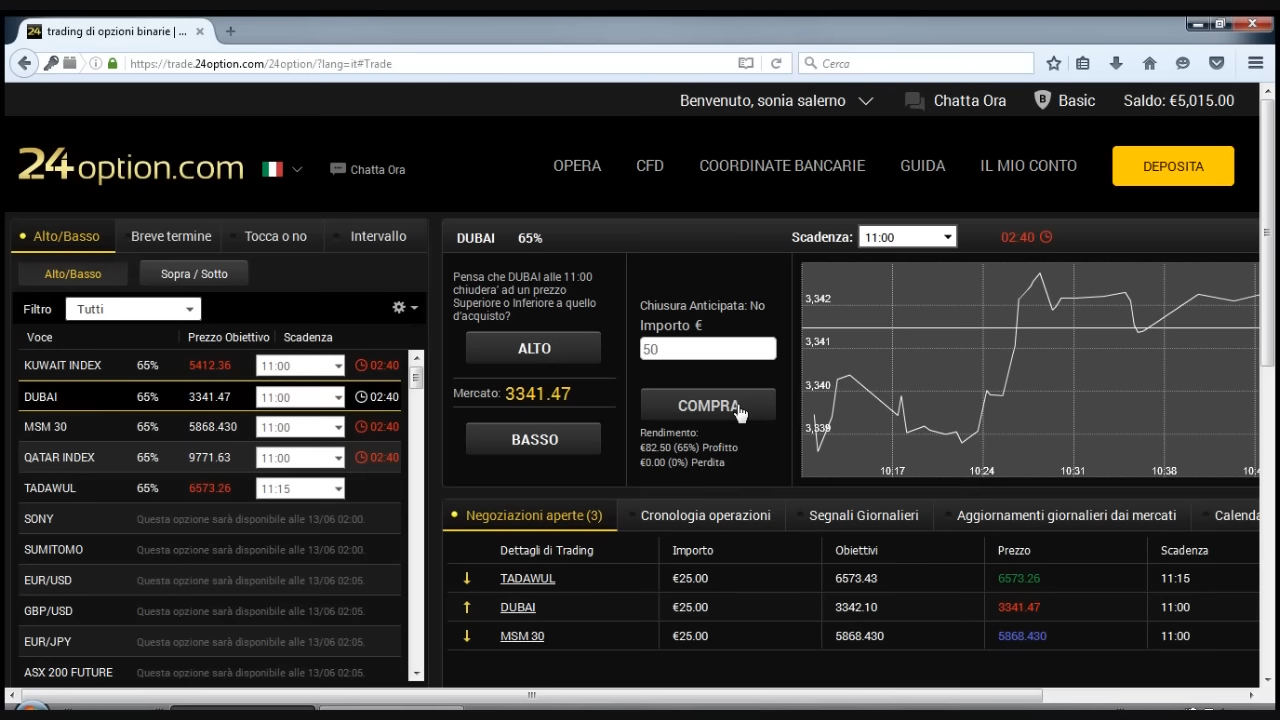 24 trading di opzioni binarie | ...
https://trade.24option.com/24option/?lang=it#Trade
Cerca
Benvenuto, sonia salerno
Chatta Ora
B Basic
Saldo: €5,015.00
24option.com
Chatta Ora
OPERA
CFD
COORDINATE BANCARIE
GUIDA
IL MIO CONTO
DEPOSITA
Alto/Basso
Breve termine
Tocca o no
Intervallo
Alto/Basso
Sopra / Sotto
Filtro
Tutti
Voce Prezzo Obiettivo Scadenza
KUWAIT INDEX 65% 5412.36 11:00 02:40
DUBAI 65% 3341.47 11:00 02:40
MSM 30 65% 5868.430 11:00 02:40
QATAR INDEX 65% 9771.63 11:00 02:40
TADAWUL 65% 6573.26 11:15
SONY Questa opzione sarà disponibile alle 13/06 02:00.
SUMITOMO Questa opzione sarà disponibile alle 13/06 02:00.
EUR/USD Questa opzione sarà disponibile alle 13/06 02:05.
GBP/USD Questa opzione sarà disponibile alle 13/06 02:05.
EUR/JPY Questa opzione sarà disponibile alle 13/06 02:05.
ASX 200 FUTURE Questa opzione sarà disponibile alle 13/06 02:05.
DUBAI 65%
Scadenza: 11:00 02:40
Pensa che DUBAI alle 11:00
chiudera' ad un prezzo
Superiore o Inferiore a quello
d'acquisto?
ALTO
Mercato: 3341.47
BASSO
Chiusura Anticipata: No
Importo €
50
COMPRA
Rendimento:
€82.50 (65%) Profitto
€0.00 (0%) Perdita
3,342
3,341
3,340
3,339
10:17 10:24 10:31 10:38
Negoziazioni aperte (3)
Cronologia operazioni
Segnali Giornalieri
Aggiornamenti giornalieri dai mercati
Calenda
Dettagli di Trading Importo Obiettivi Prezzo Scadenza
TADAWUL €25.00 6573.43 6573.26 11:15
DUBAI €25.00 3342.10 3341.47 11:00
MSM 30 €25.00 5868.430 5868.430 11:00